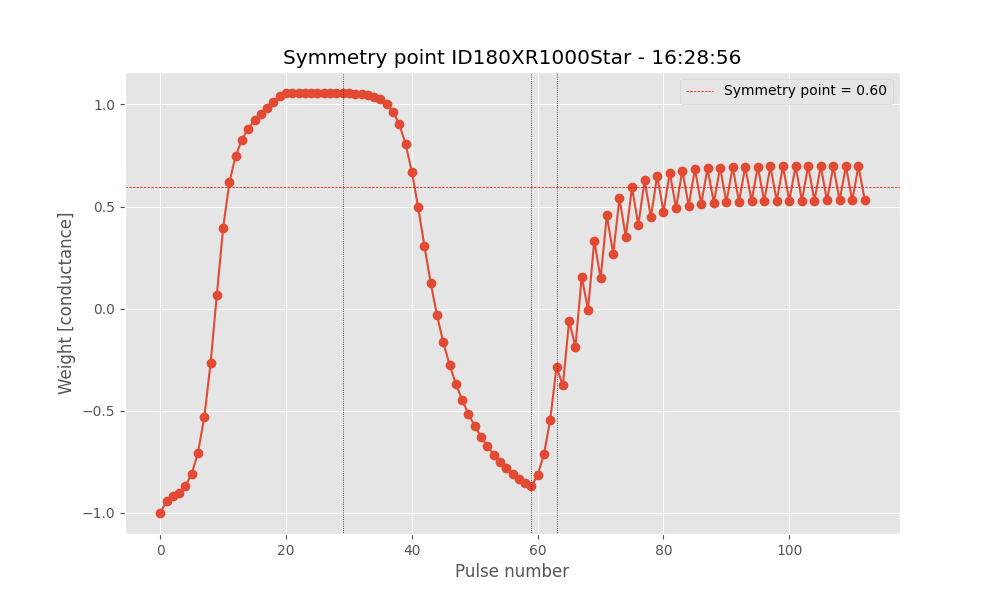 Symmetry point ID180XR1000Star - 16:28:56
Symmetry point = 0.60
Weight [conductance]
1.0
0.5
0.0
−0.5
−1.0
0 20 40 60 80 100
Pulse number